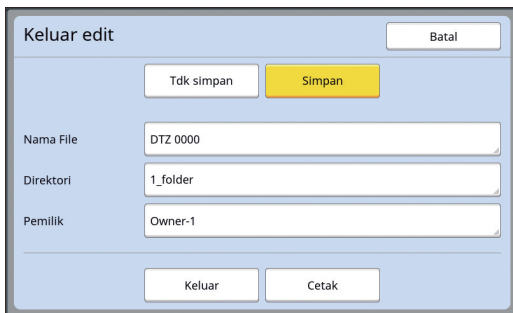 Keluar edit
Batal
Tdk simpan
Simpan
Nama File
DTZ 0000
Direktori
1_folder
Pemilik
Owner-1
Keluar
Cetak